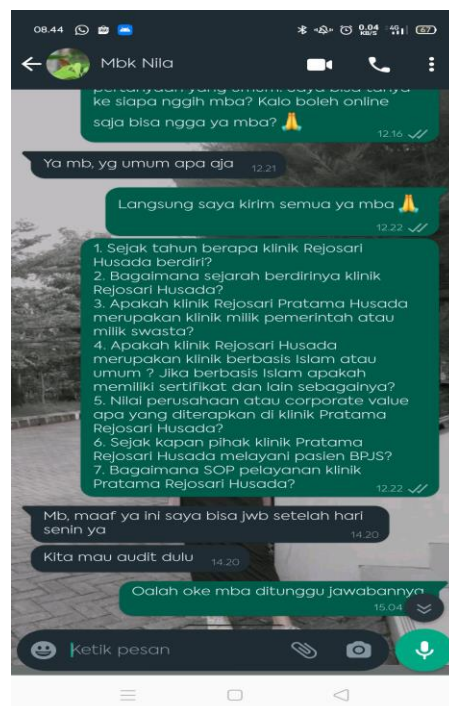 08.44
0.04
KB/S
4G
67
Mbk Nila
pertanyaan yang umum. Saya bisa tanya
ke siapa nggih mba? Kalo boleh online
saja bisa ngga ya mba? 🙏
12.16
Ya mb, yg umum apa aja
12.21
Langsung saya kirim semua ya mba 🙏
12.22
1. Sejak tahun berapa klinik Rejosari
Husada berdiri?
2. Bagaimana sejarah berdirinya klinik
Rejosari Husada?
3. Apakah klinik Rejosari Pratama Husada
merupakan klinik milik pemerintah atau
milik swasta?
4. Apakah klinik Rejosari Husada
merupakan klinik berbasis Islam atau
umum ? Jika berbasis Islam apakah
memiliki sertifikat dan lain sebagainya?
5. Nilai perusahaan atau corporate value
apa yang diterapkan di klinik Pratama
Rejosari Husada?
6. Sejak kapan pihak klinik Pratama
Rejosari Husada melayani pasien BPJS?
7. Bagaimana SOP pelayanan klinik
Pratama Rejosari Husada?
12.22
Mb, maaf ya ini saya bisa jwb setelah hari
senin ya
14.20
Kita mau audit dulu
14.20
Oalah oke mba ditunggu jawabannya
15.04
Ketik pesan